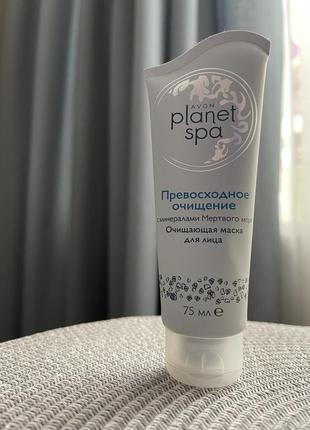 AVON
planet
spa
Превосходное
очищение
с минералами Мертвого моря
Очищающая маска
для лица
75 мл e